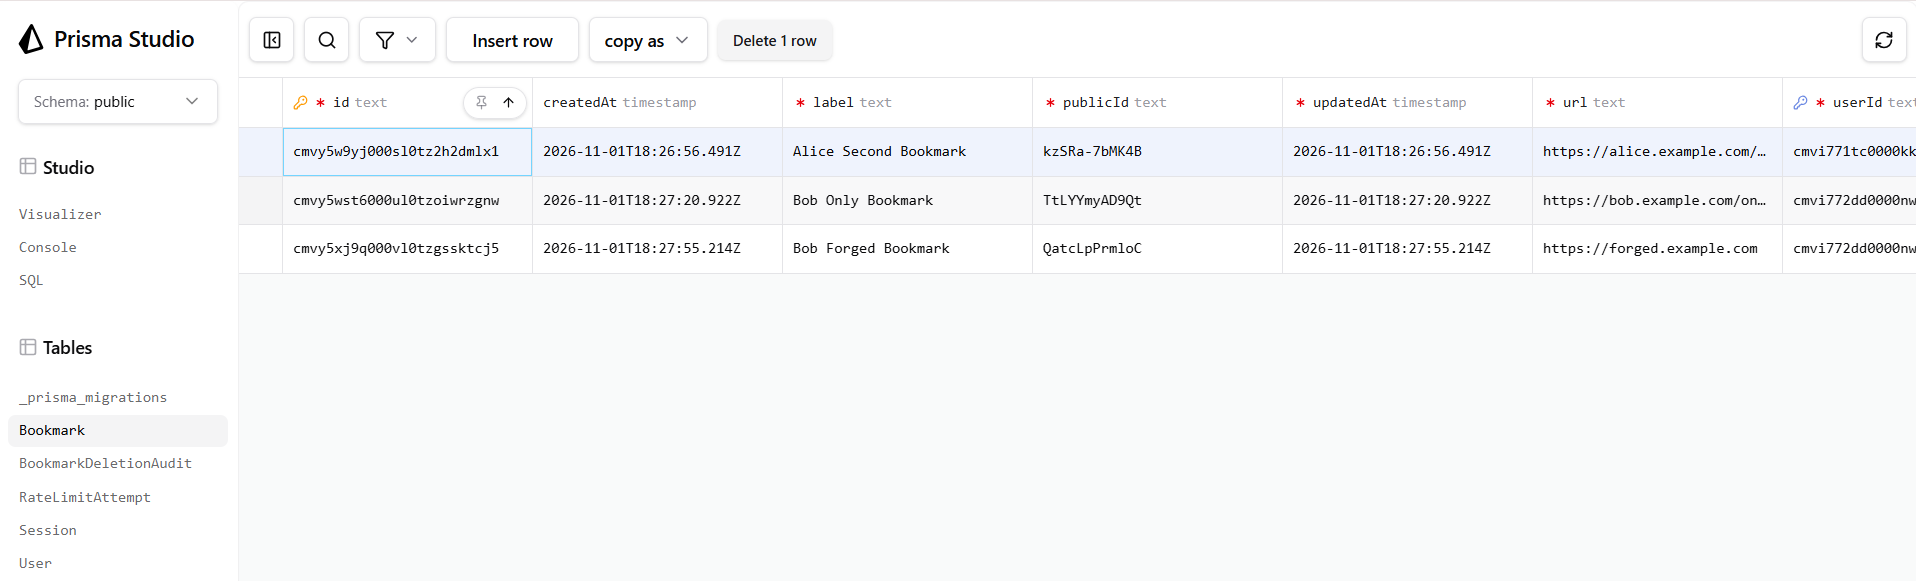 Prisma Studio
Schema: public
Studio
Visualizer
Console
SQL
Tables
_prisma_migrations
Bookmark
BookmarkDeletionAudit
RateLimitAttempt
Session
User
Insert row copy as Delete 1 row
* id text createdAt timestamp * label text * publicId text * updatedAt timestamp * url text * userId text
cmvy5w9yj000sl0tz2h2dmlx1 2026-11-01T18:26:56.491Z Alice Second Bookmark kzSRa-7bMK4B 2026-11-01T18:26:56.491Z https://alice.example.com/… cmvi771tc0000kk
cmvy5wst6000ul0tzoiwrzgnw 2026-11-01T18:27:20.922Z Bob Only Bookmark TtLYYmyAD9Qt 2026-11-01T18:27:20.922Z https://bob.example.com/on… cmvi772dd0000nw
cmvy5xj9q000vl0tzgssktcj5 2026-11-01T18:27:55.214Z Bob Forged Bookmark QatcLpPrmloC 2026-11-01T18:27:55.214Z https://forged.example.com cmvi772dd0000nw